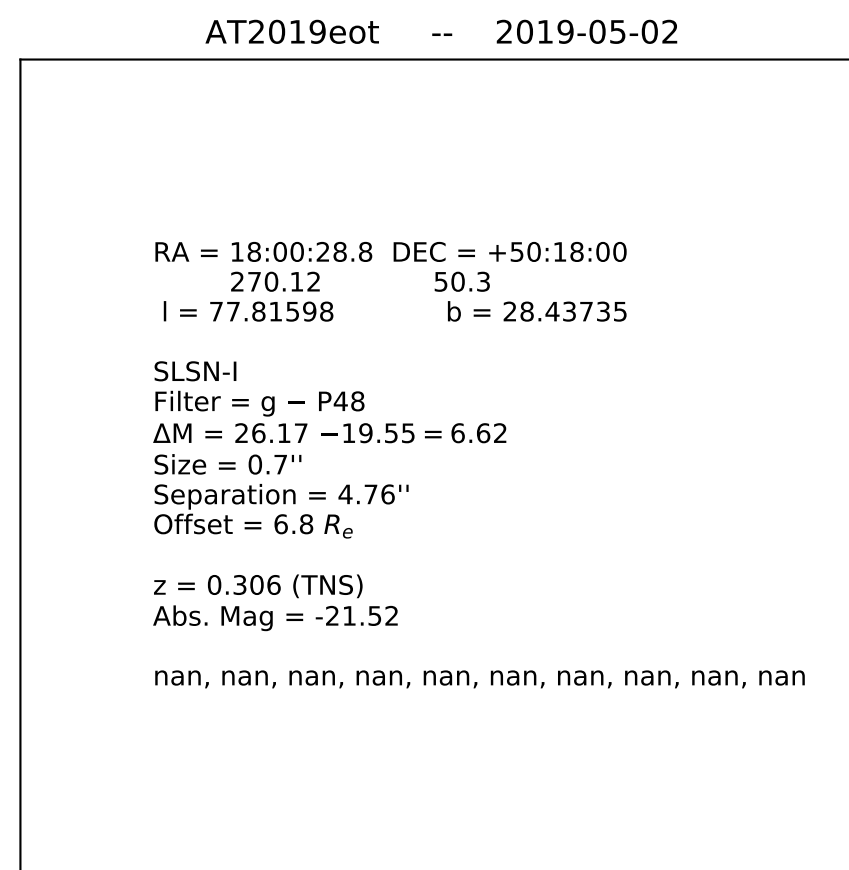 AT2019eot -- 2019-05-02
RA = 18:00:28.8 DEC = +50:18:00
270.12 50.3
l = 77.81598 b = 28.43735
SLSN-I
Filter = g − P48
ΔM = 26.17 −19.55 = 6.62
Size = 0.7''
Separation = 4.76''
Offset = 6.8 Rₑ
z = 0.306 (TNS)
Abs. Mag = -21.52
nan, nan, nan, nan, nan, nan, nan, nan, nan, nan